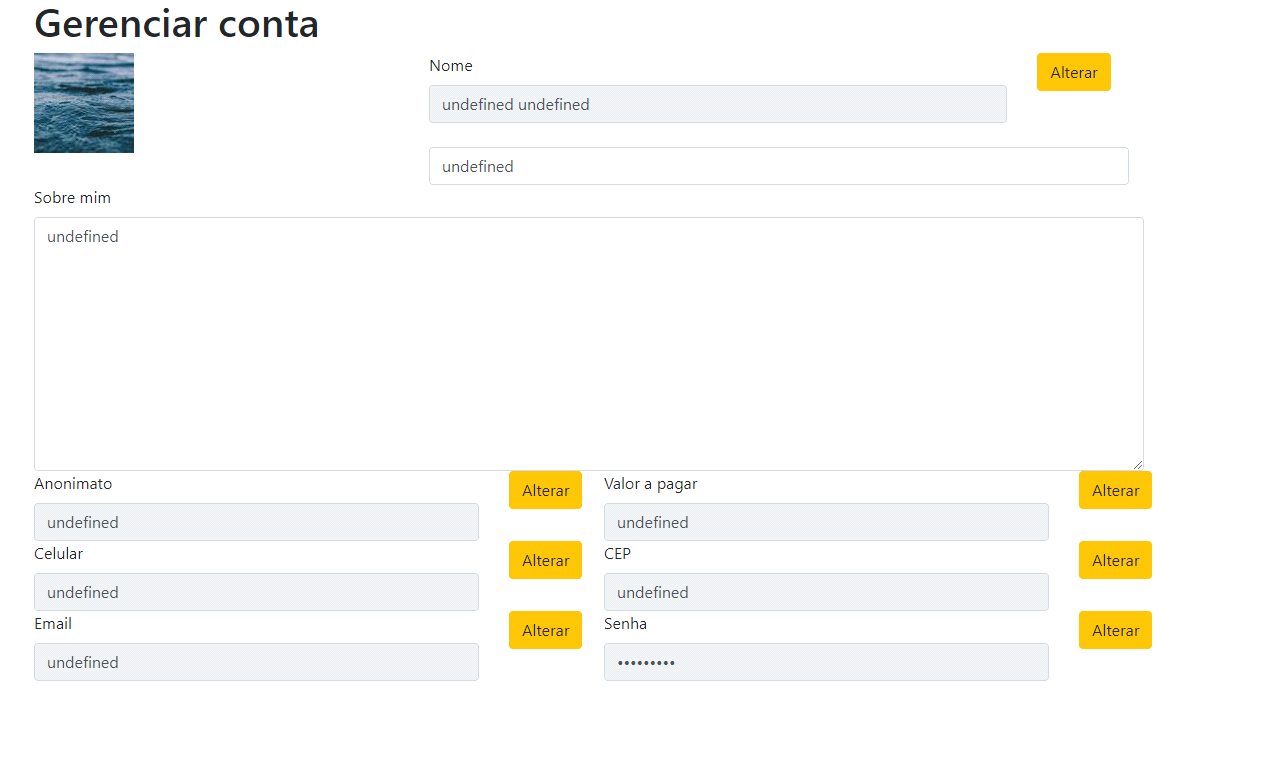 Gerenciar conta
Nome
Alterar
undefined undefined
undefined
Sobre mim
undefined
Anonimato
Alterar
Valor a pagar
Alterar
undefined
undefined
Celular
Alterar
CEP
Alterar
undefined
undefined
Email
Alterar
Senha
Alterar
undefined
•••••••••